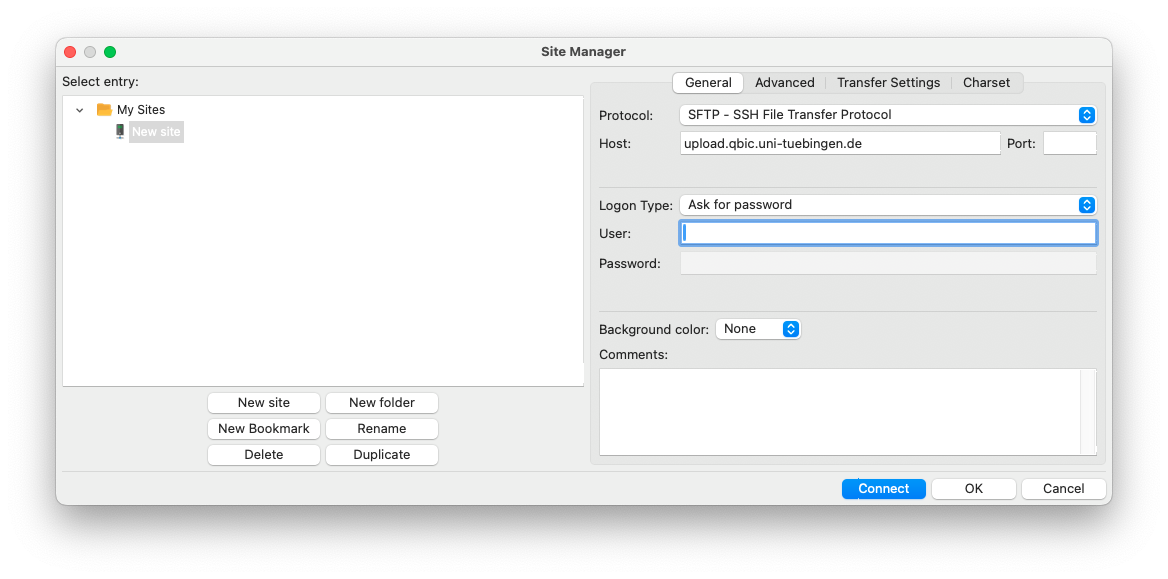 Site Manager
Select entry:
My Sites
New site
New site New folder
New Bookmark Rename
Delete Duplicate
General Advanced Transfer Settings Charset
Protocol: SFTP - SSH File Transfer Protocol
Host: upload.qbic.uni-tuebingen.de Port:
Logon Type: Ask for password
User:
Password:
Background color: None
Comments:
Connect OK Cancel